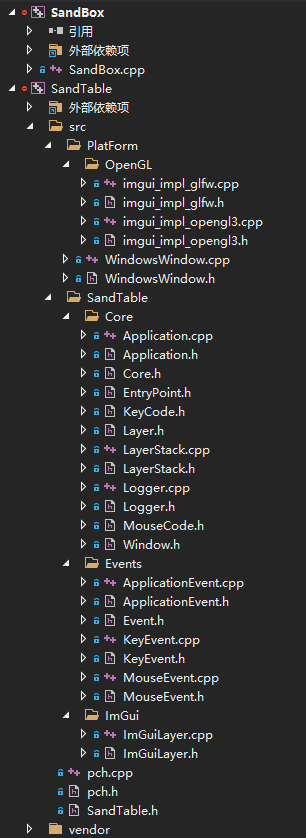 SandBox
引用
外部依赖项
SandBox.cpp
SandTable
外部依赖项
src
PlatForm
OpenGL
imgui_impl_glfw.cpp
imgui_impl_glfw.h
imgui_impl_opengl3.cpp
imgui_impl_opengl3.h
WindowsWindow.cpp
WindowsWindow.h
SandTable
Core
Application.cpp
Application.h
Core.h
EntryPoint.h
KeyCode.h
Layer.h
LayerStack.cpp
LayerStack.h
Logger.cpp
Logger.h
MouseCode.h
Window.h
Events
ApplicationEvent.cpp
ApplicationEvent.h
Event.h
KeyEvent.cpp
KeyEvent.h
MouseEvent.cpp
MouseEvent.h
ImGui
ImGuiLayer.cpp
ImGuiLayer.h
pch.cpp
pch.h
SandTable.h
vendor